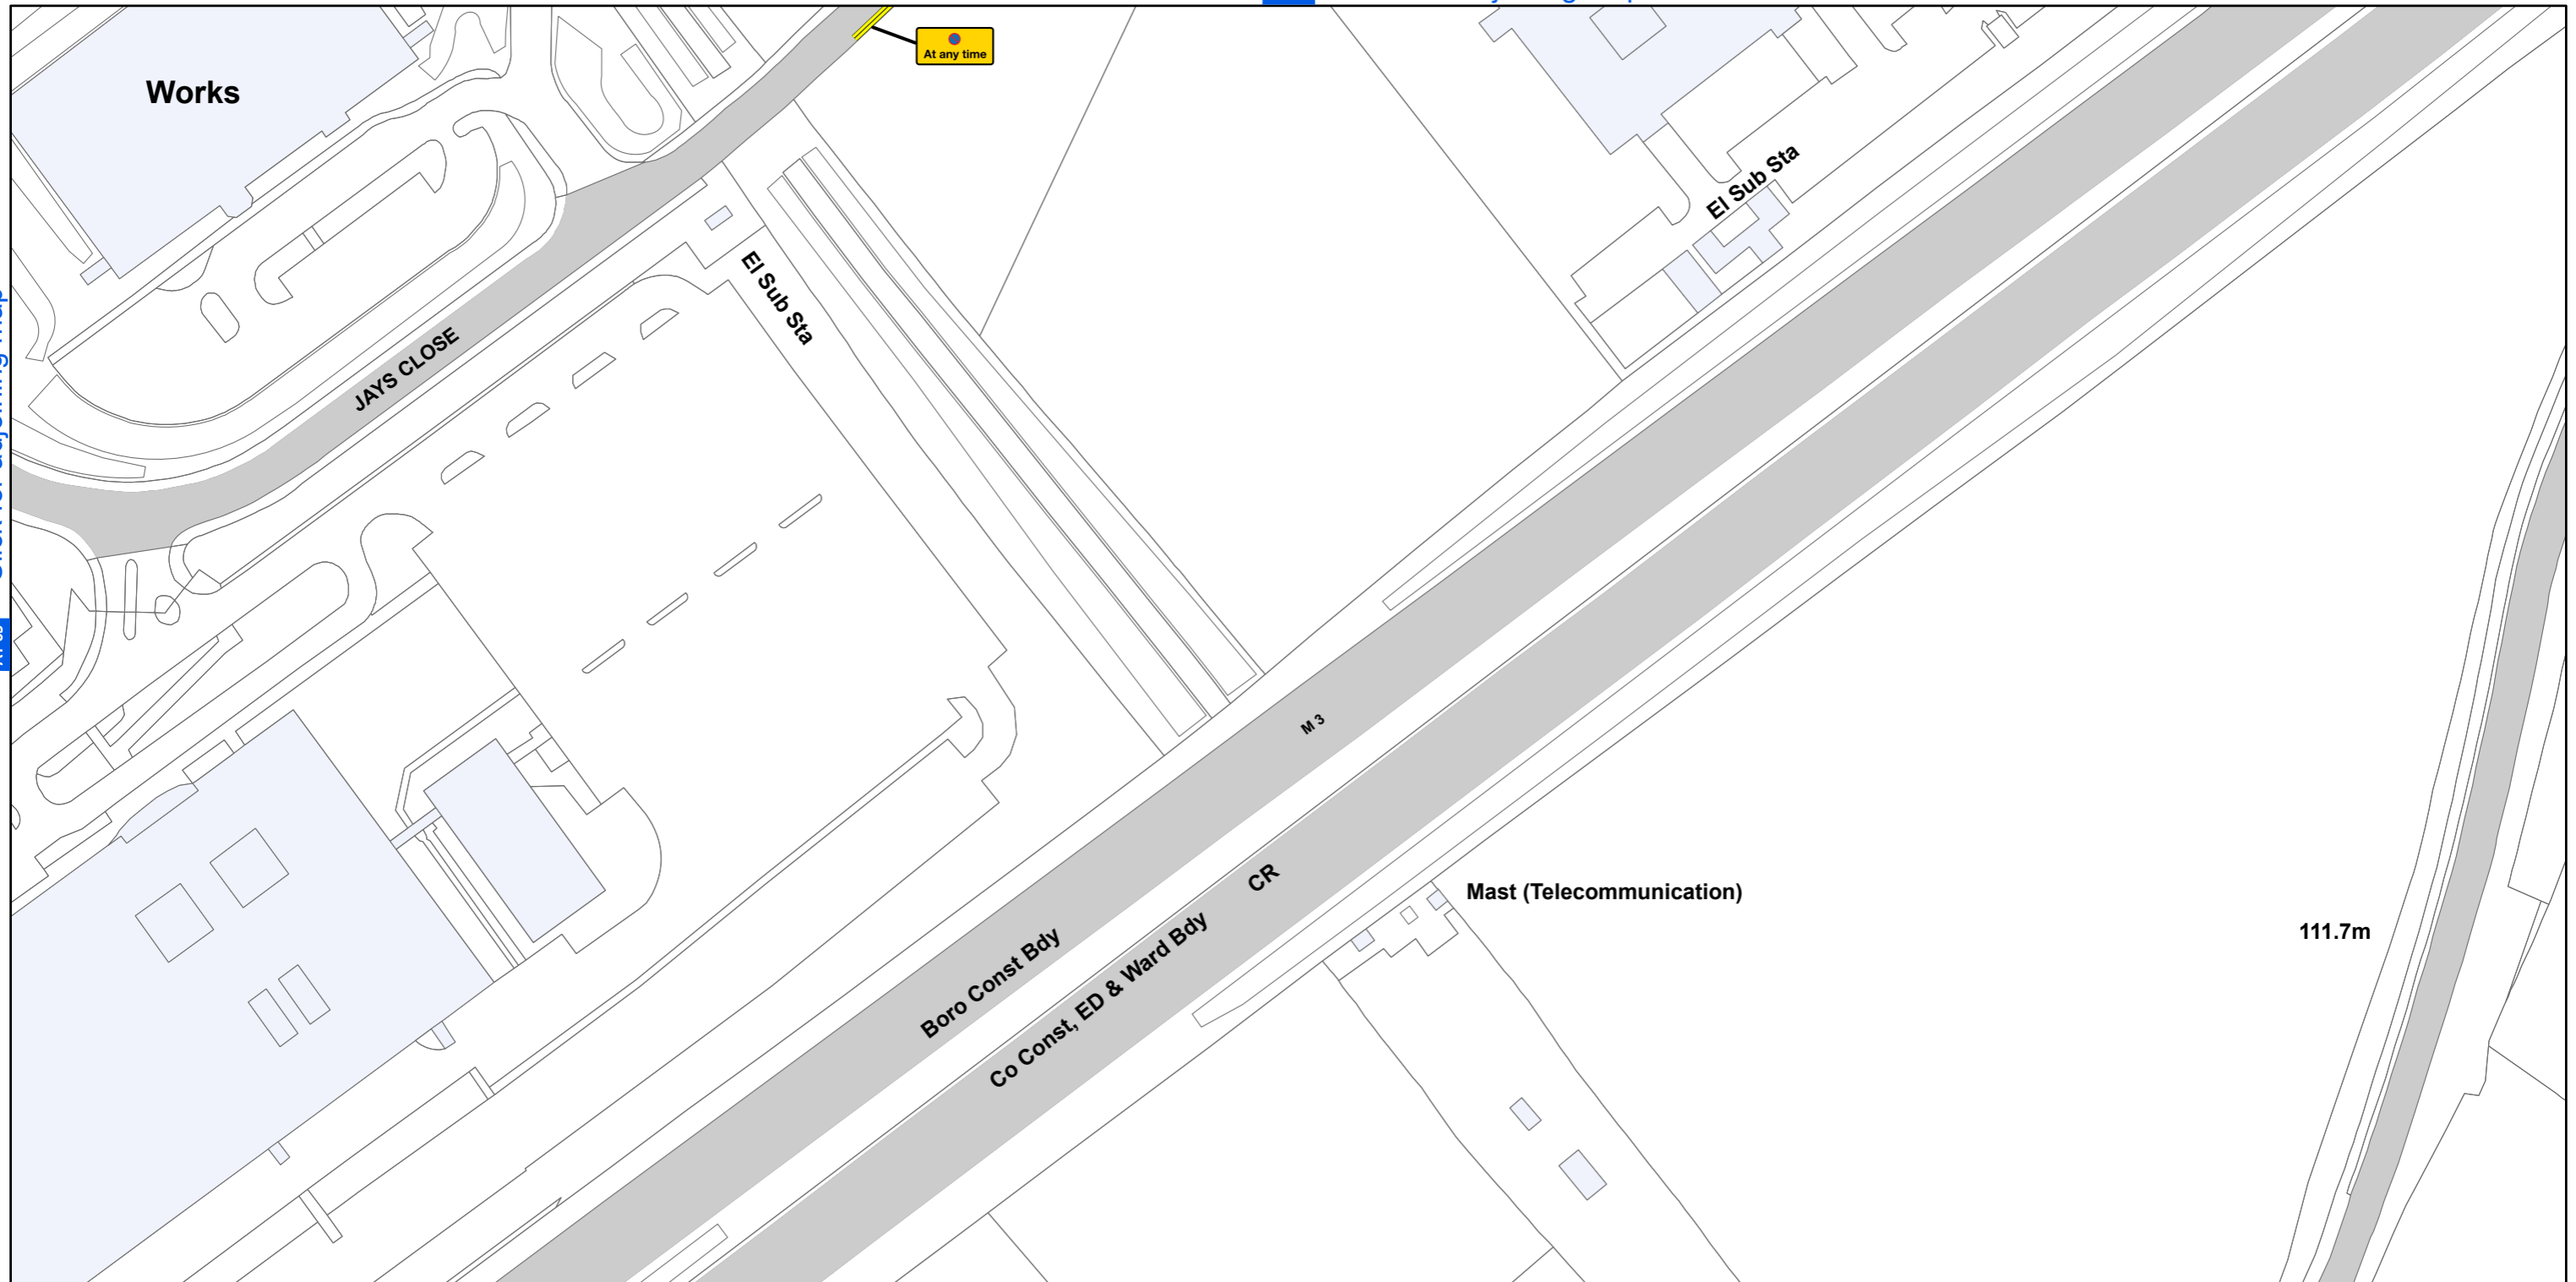 At any time
Works
El Sub Sta
El Sub Sta
JAYS CLOSE
M 3
CR
Mast (Telecommunication)
111.7m
Boro Const Bdy
Co Const, ED & Ward Bdy